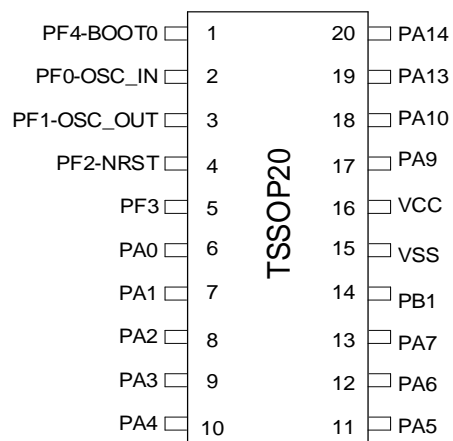 PF4-BOOT0 1 20 PA14
PF0-OSC_IN 2 19 PA13
PF1-OSC_OUT 3 18 PA10
PF2-NRST 4 17 PA9
PF3 5 16 VCC
PA0 6 15 VSS
PA1 7 14 PB1
PA2 8 13 PA7
PA3 9 12 PA6
PA4 10 11 PA5
TSSOP20